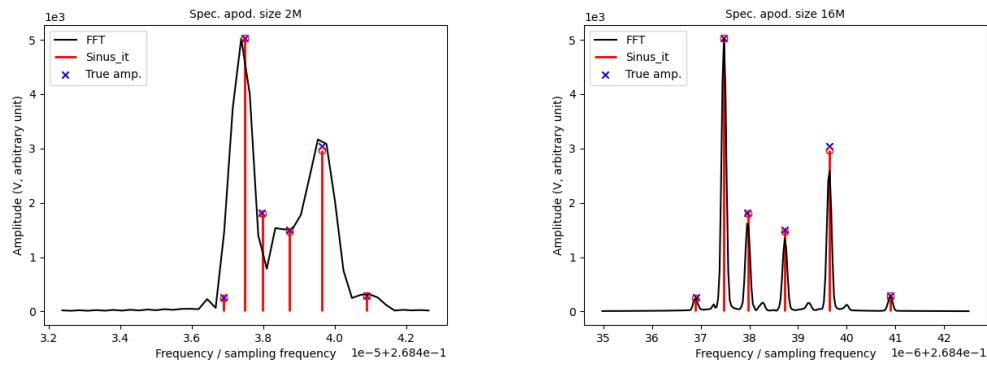 Spec. apod. size 2M
1e3
FFT
Sinus_it
True amp.
Amplitude (V, arbitrary unit)
5
4
3
2
1
0
3.2
3.4
3.6
3.8
4.0
4.2
Frequency / sampling frequency
1e−5+2.684e−1
Spec. apod. size 16M
1e3
FFT
Sinus_it
True amp.
Amplitude (V, arbitrary unit)
5
4
3
2
1
0
35
36
37
38
39
40
41
42
Frequency / sampling frequency
1e−6+2.684e−1